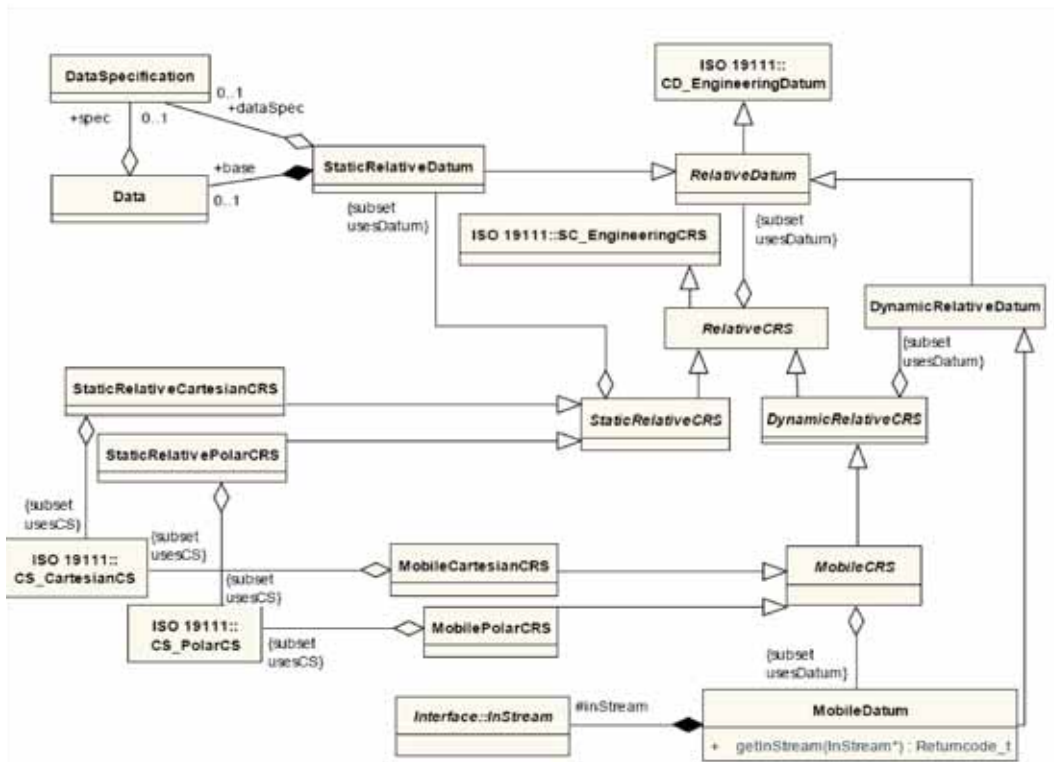 DataSpecification
0..1
+dataSpec
+spec
0..1
ISO 19111::
CD_EngineeringDatum
StaticRelativeDatum
RelativeDatum
+base
Data
0..1
{subset
usesDatum}
{subset
usesDatum}
ISO 19111::SC_EngineeringCRS
DynamicRelativeDatum
RelativeCRS
{subset
usesDatum}
StaticRelativeCartesianCRS
StaticRelativeCRS
DynamicRelativeCRS
StaticRelativePolarCRS
{subset
usesCS}
{subset
usesCS}
ISO 19111::
CS_CartesianCS
MobileCartesianCRS
MobileCRS
{subset
usesCS}
ISO 19111::
CS_PolarCS
MobilePolarCRS
{subset
usesCS}
{subset
usesDatum}
Interface::InStream
#inStream
MobileDatum
+ getInStream(InStream*) : Returncode_t